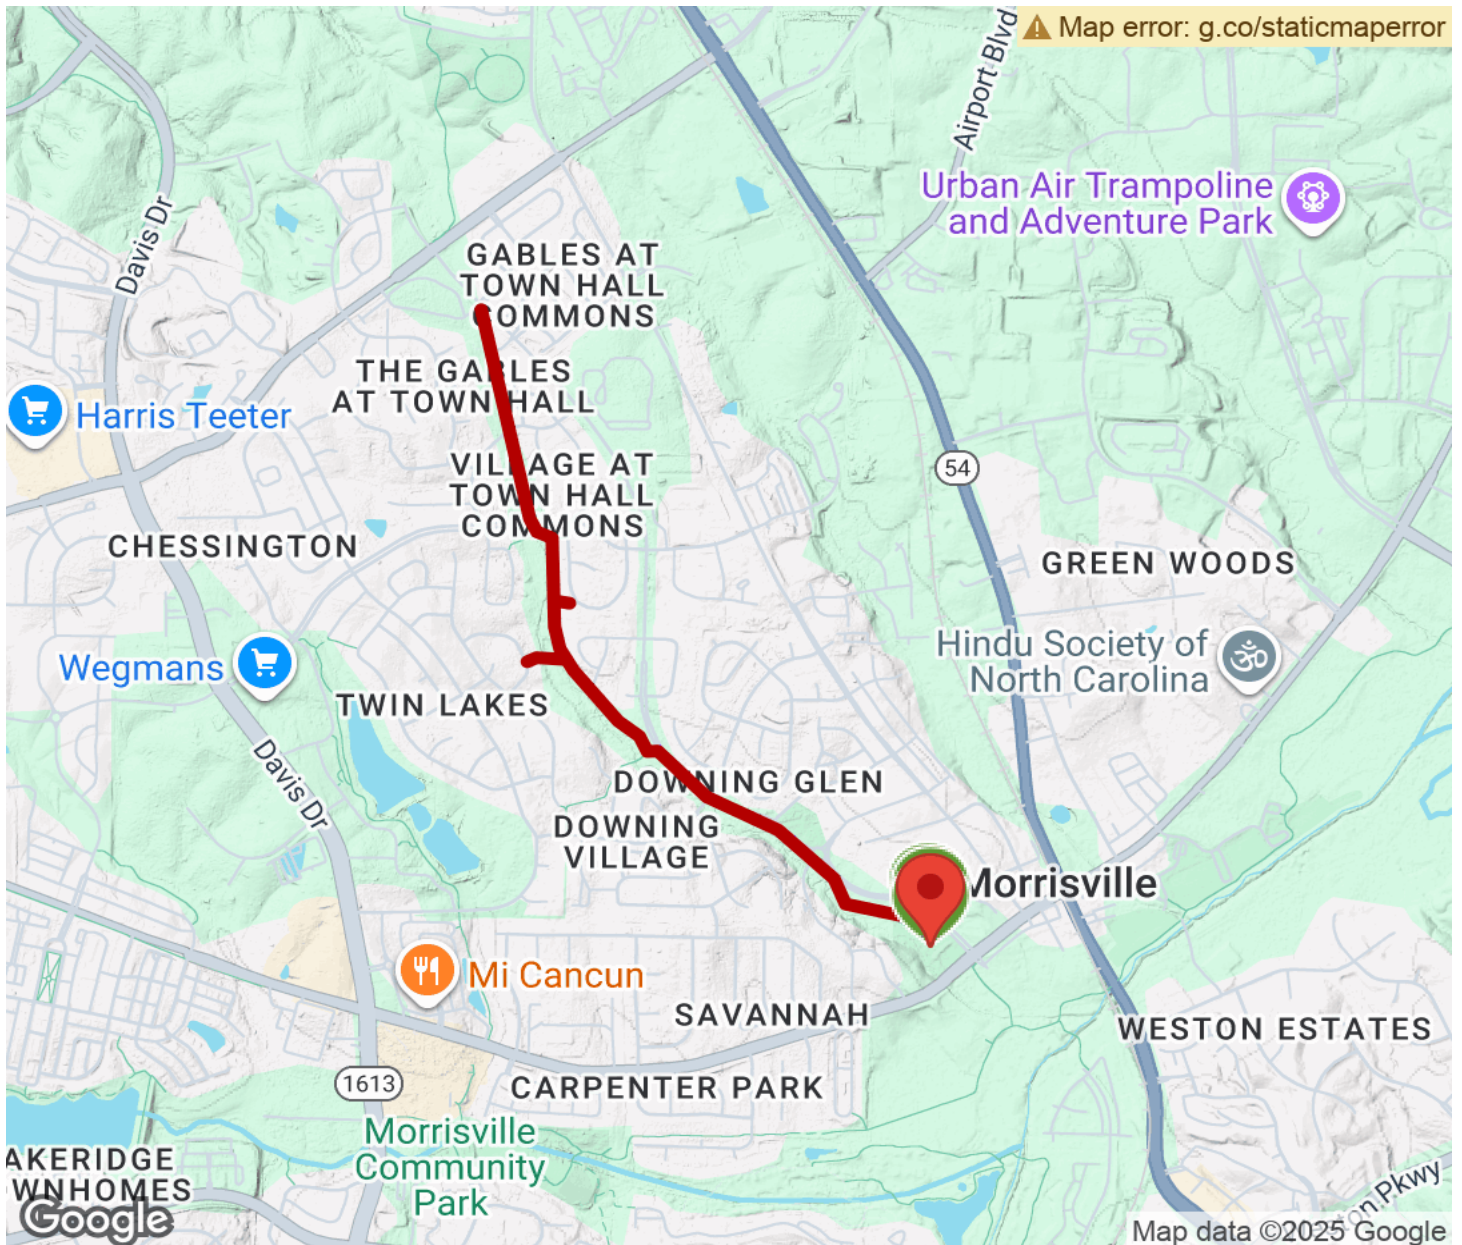 Map error: g.co/staticmaperror
Airport Blvd
Urban Air Trampoline
and Adventure Park
Davis Dr
GABLES AT
TOWN HALL
COMMONS
THE GABLES
AT TOWN HALL
Harris Teeter
VILLAGE AT
TOWN HALL
COMMONS
54
CHESSINGTON
GREEN WOODS
Hindu Society of
North Carolina
Wegmans
TWIN LAKES
Davis Dr
DOWNING GLEN
DOWNING
VILLAGE
Morrisville
Mi Cancun
SAVANNAH
WESTON ESTATES
1613
CARPENTER PARK
Morrisville
Community
Park
AKERIDGE
WNHOMES
Google
ton Pkwy
Map data ©2025 Google